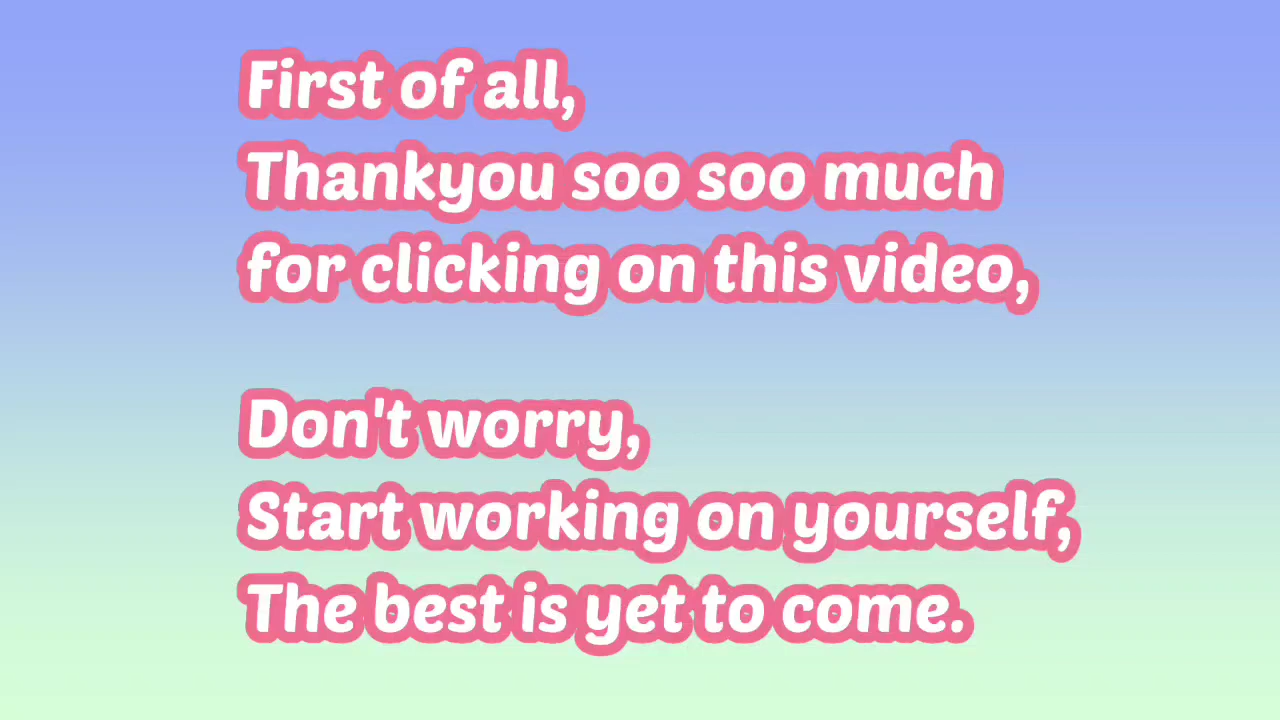 First of all,
Thankyou soo soo much
for clicking on this video,
Don't worry,
Start working on yourself,
The best is yet to come.